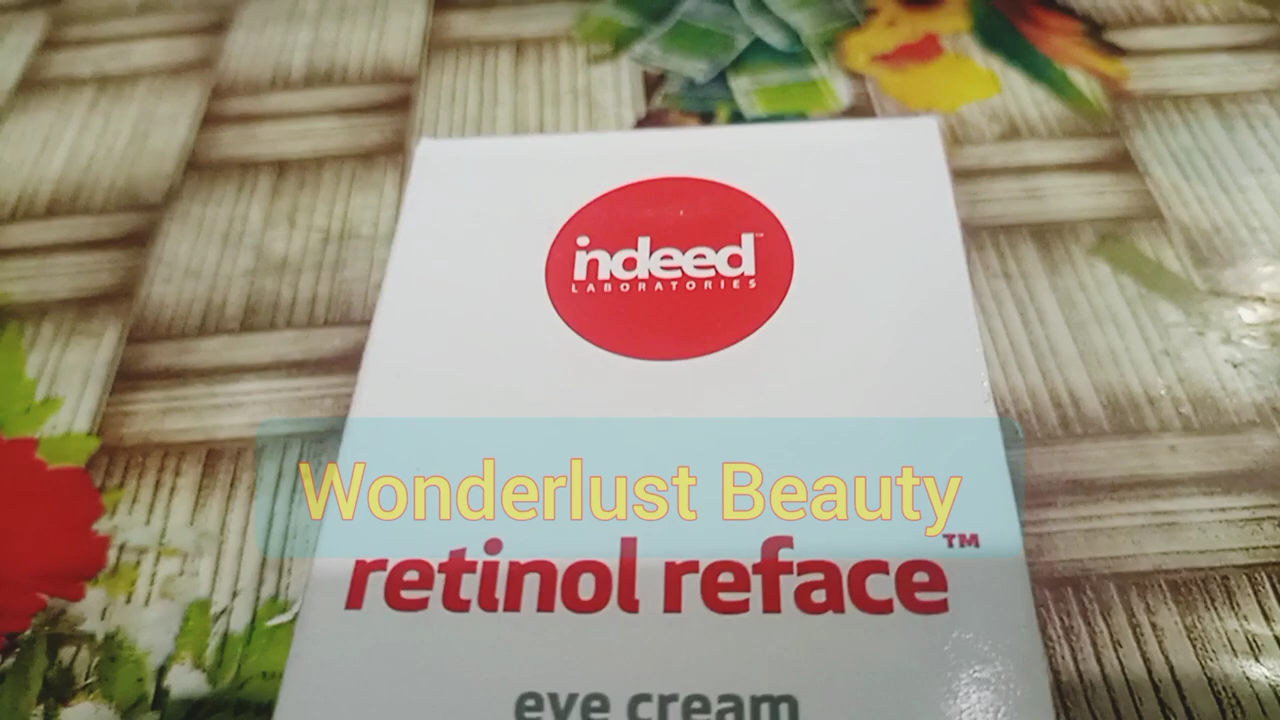 indeed™
LABORATORIES
Wonderlust Beauty
retinol reface™
eye cream